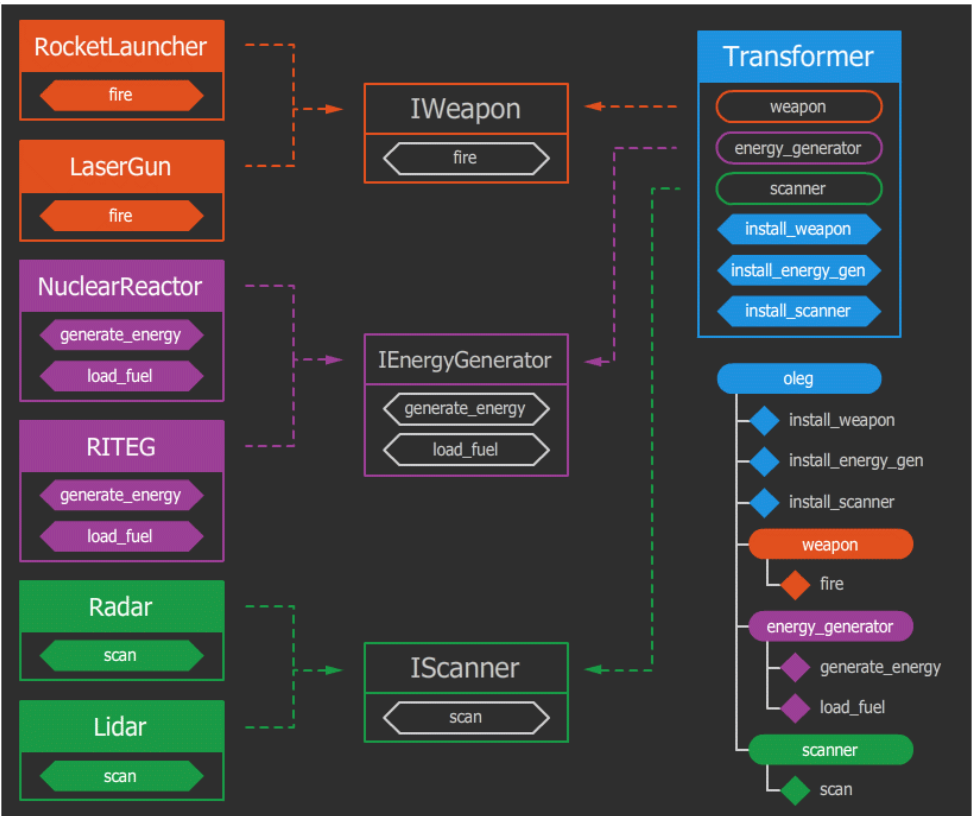 RocketLauncher
fire
LaserGun
fire
NuclearReactor
generate_energy
load_fuel
RITEG
generate_energy
load_fuel
Radar
scan
Lidar
scan
IWeapon
fire
IEnergyGenerator
generate_energy
load_fuel
IScanner
scan
Transformer
weapon
energy_generator
scanner
install_weapon
install_energy_gen
install_scanner
oleg
install_weapon
install_energy_gen
install_scanner
weapon
fire
energy_generator
generate_energy
load_fuel
scanner
scan